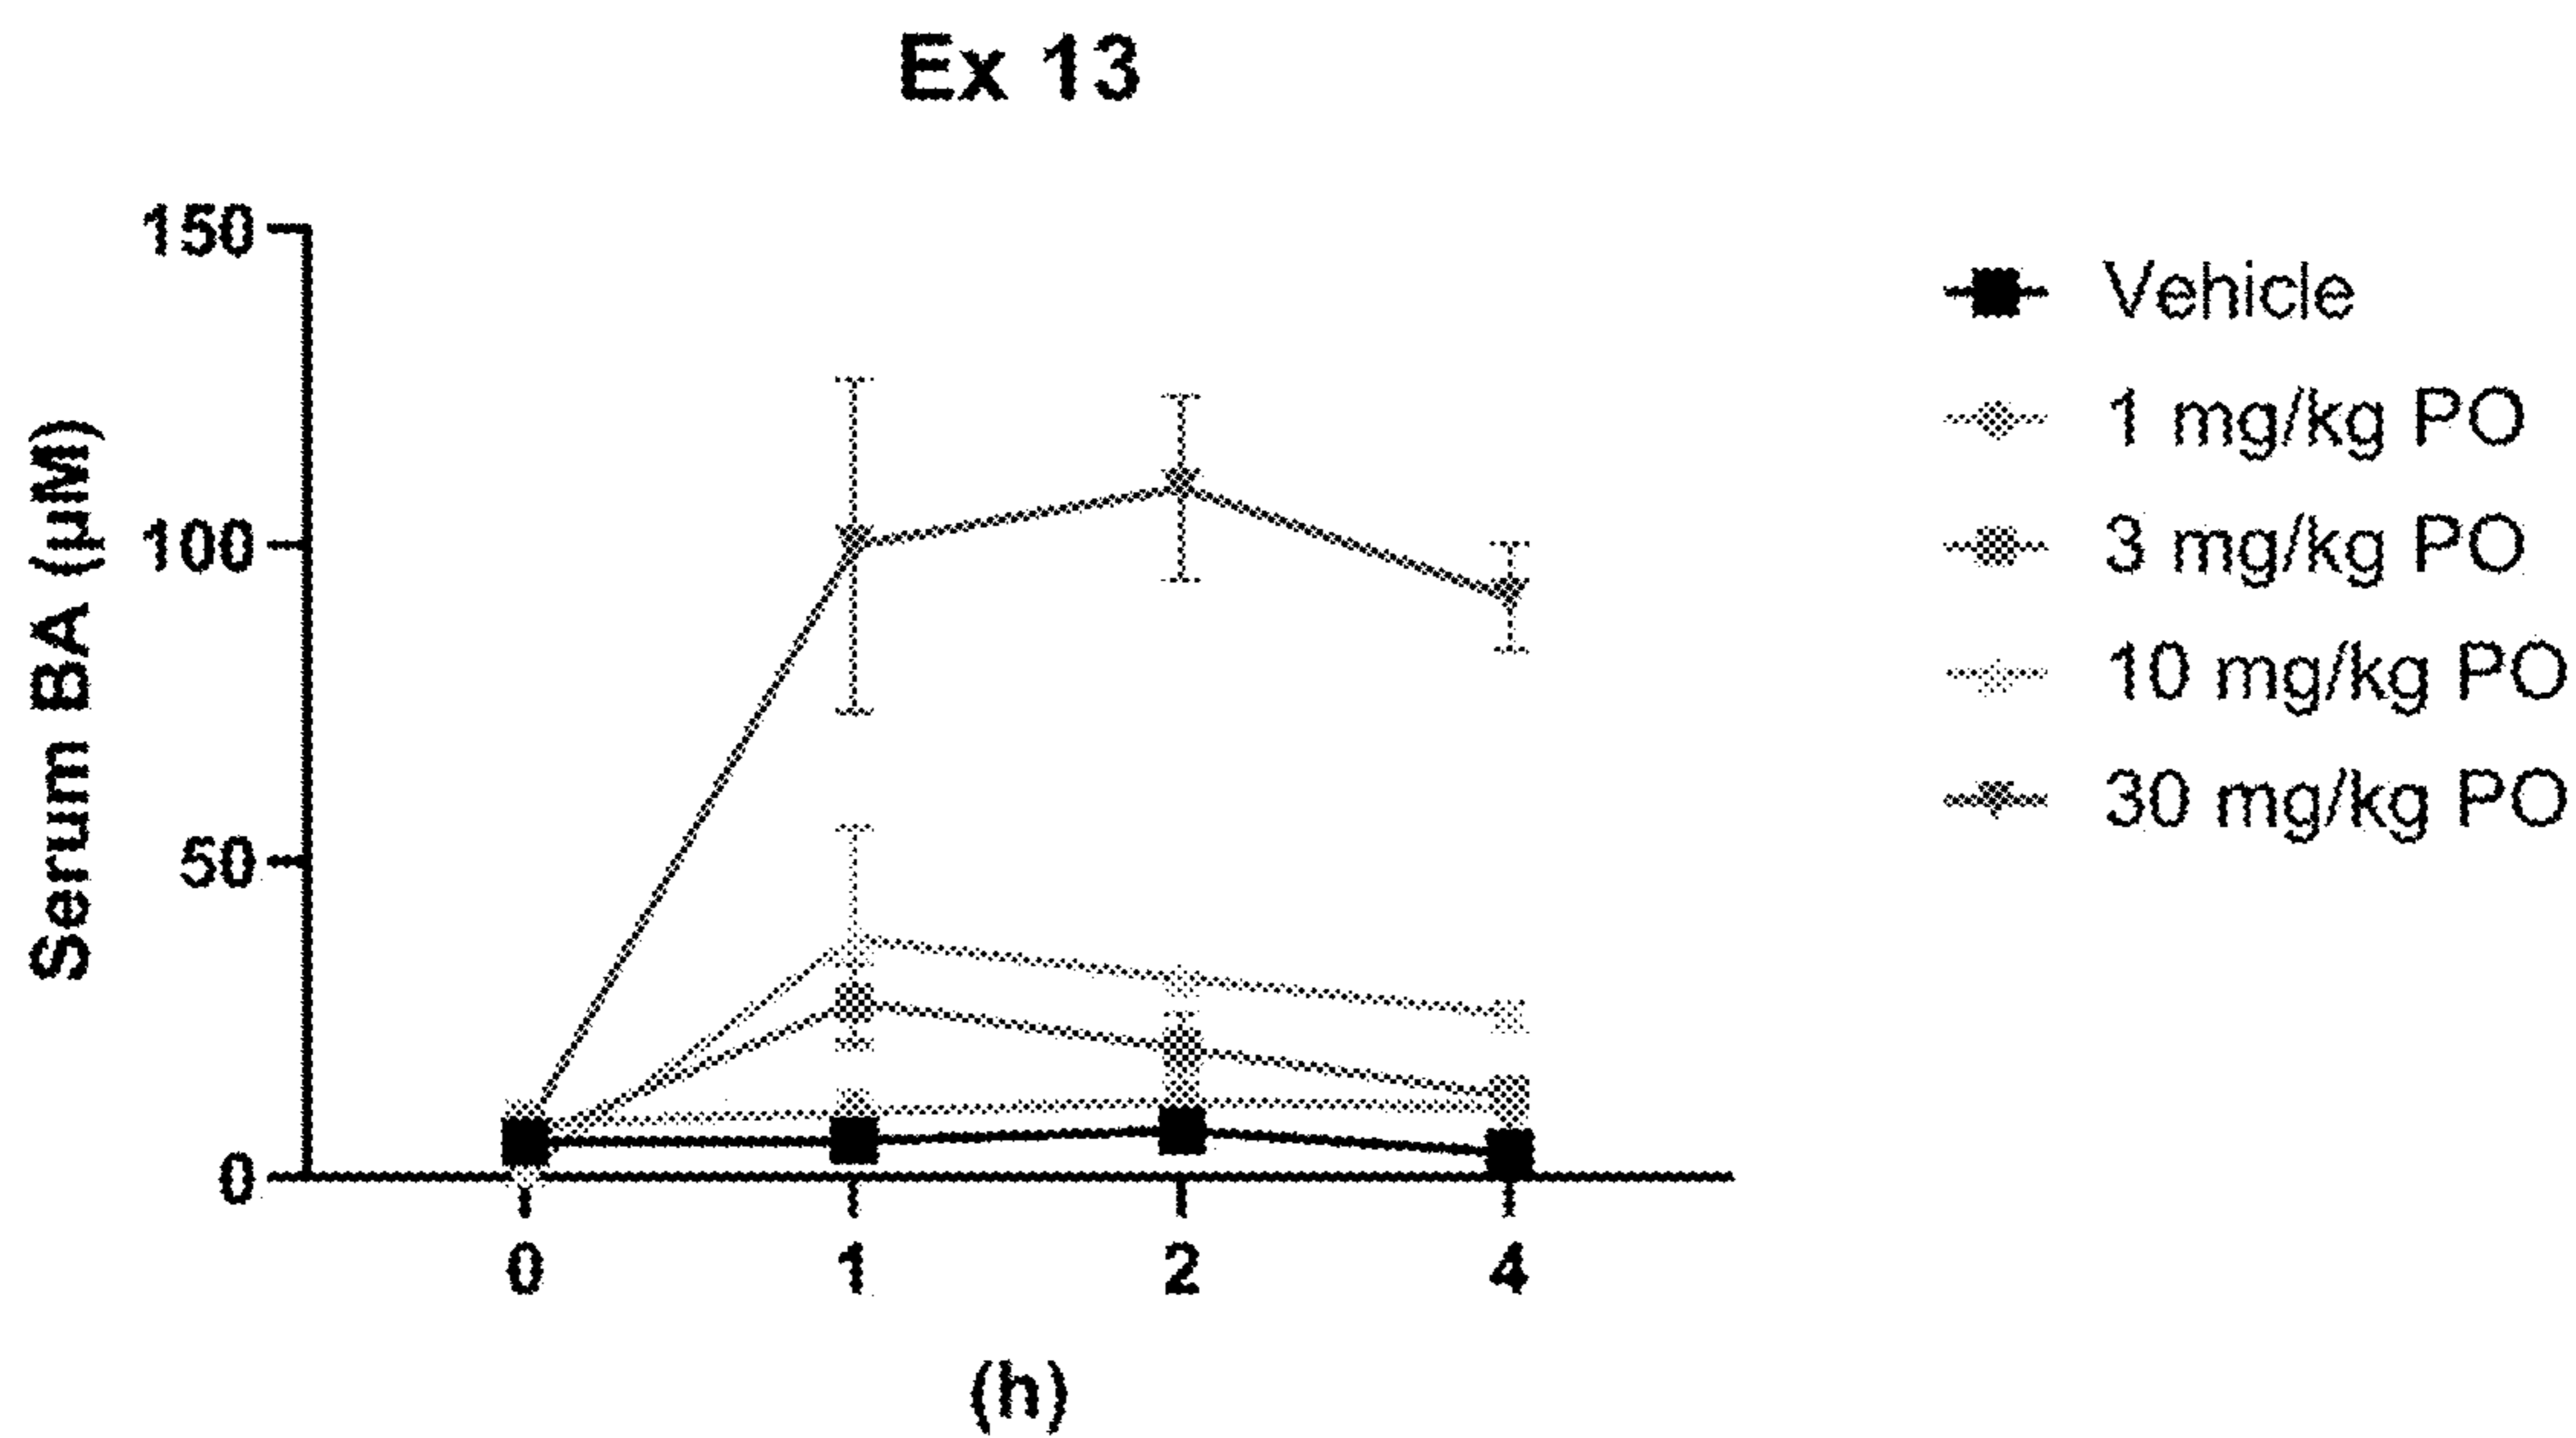 Ex 13
Serum BA (µM)
150
100
50
0
0 1 2 4
(h)
Vehicle
1 mg/kg PO
3 mg/kg PO
10 mg/kg PO
30 mg/kg PO